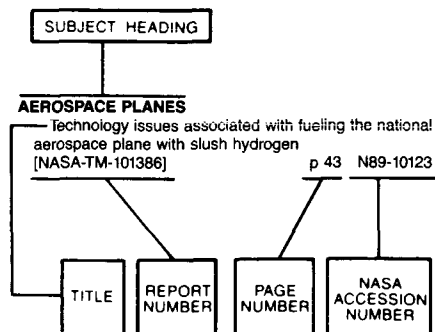 SUBJECT HEADING
AEROSPACE PLANES
Technology issues associated with fueling the national
aerospace plane with slush hydrogen
[NASA-TM-101386] p 43 N89-10123
TITLE
REPORT
NUMBER
PAGE
NUMBER
NASA
ACCESSION
NUMBER